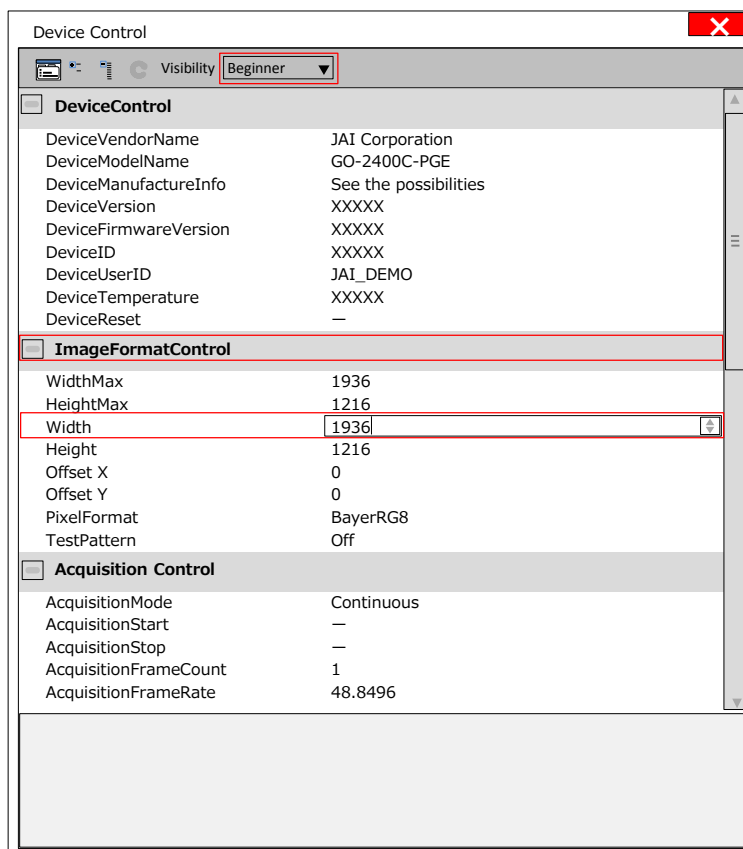 Device Control
Visibility Beginner
DeviceControl
DeviceVendorName JAI Corporation
DeviceModelName GO-2400C-PGE
DeviceManufactureInfo See the possibilities
DeviceVersion XXXXX
DeviceFirmwareVersion XXXXX
DeviceID XXXXX
DeviceUserID JAI_DEMO
DeviceTemperature XXXXX
DeviceReset —
ImageFormatControl
WidthMax 1936
HeightMax 1216
Width 1936
Height 1216
Offset X 0
Offset Y 0
PixelFormat BayerRG8
TestPattern Off
Acquisition Control
AcquisitionMode Continuous
AcquisitionStart —
AcquisitionStop —
AcquisitionFrameCount 1
AcquisitionFrameRate 48.8496